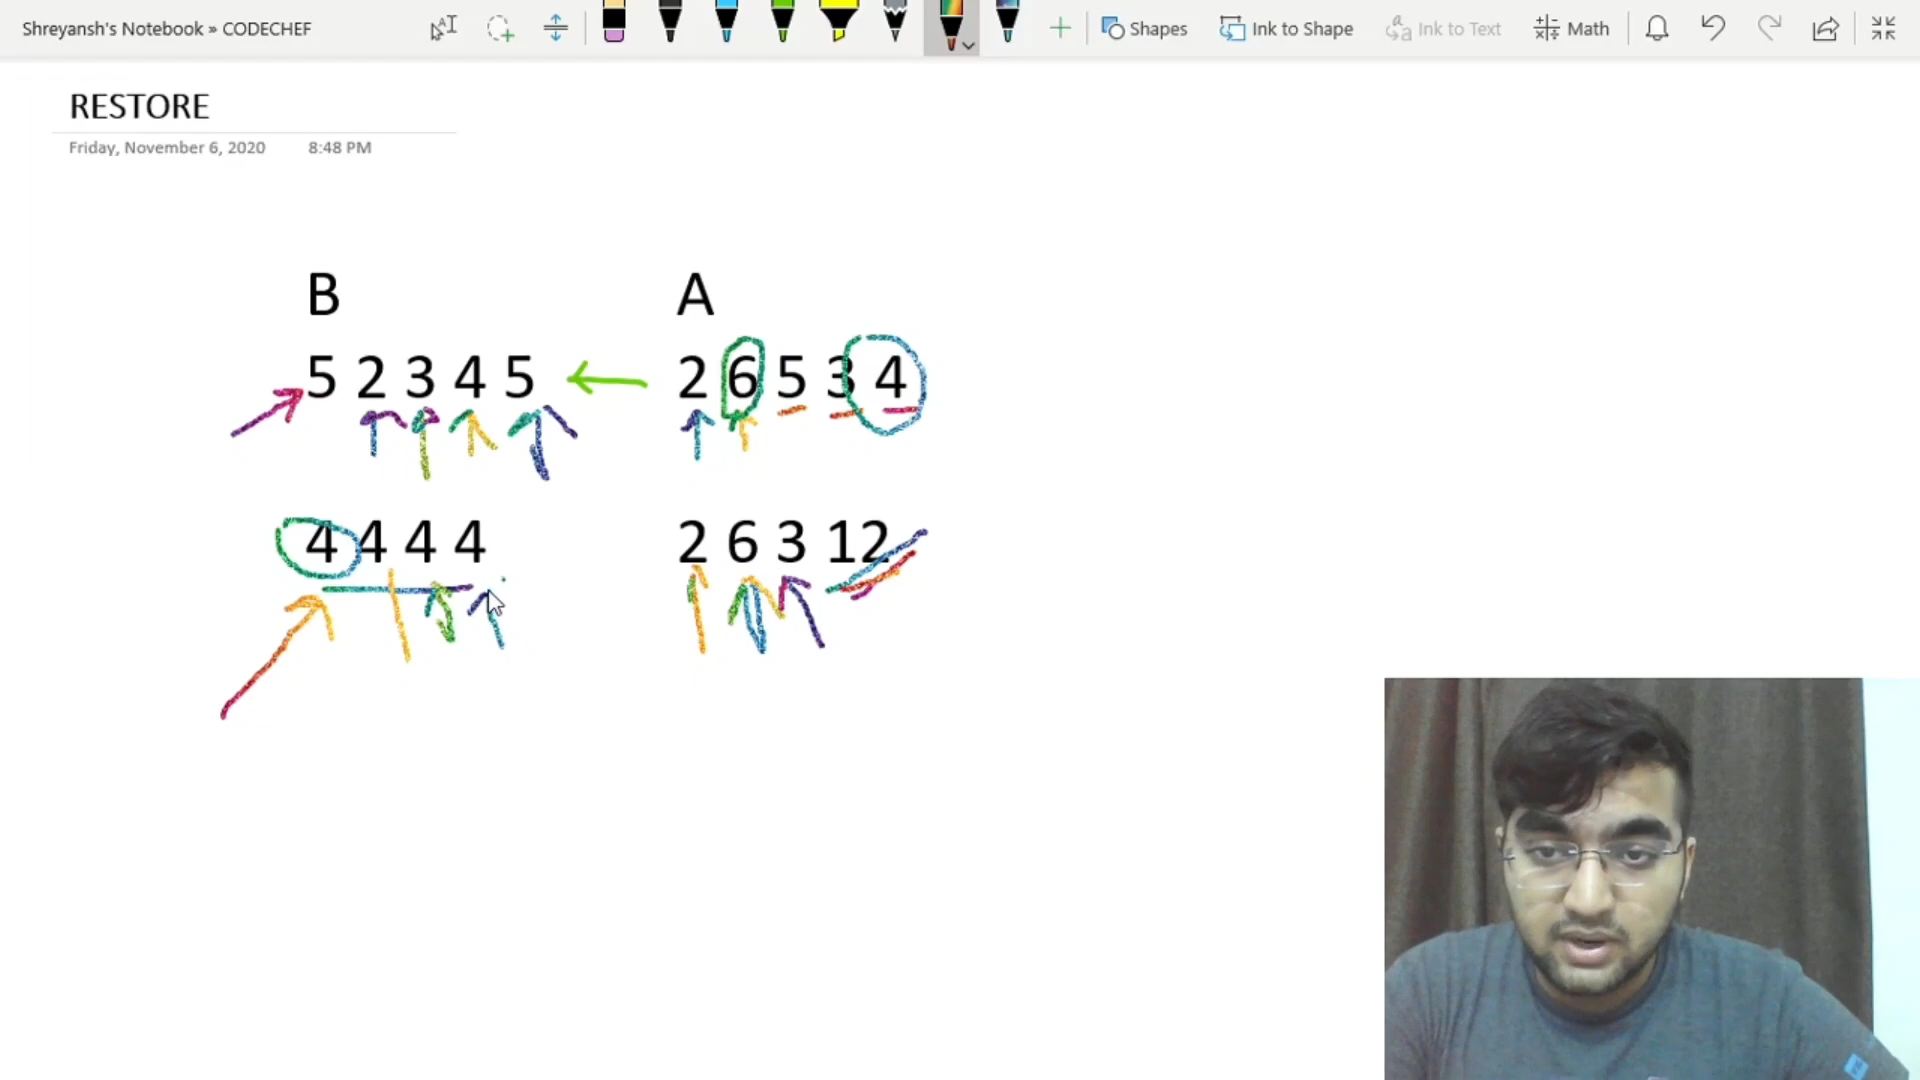 Shreyansh's Notebook » CODECHEF
Shapes
Ink to Shape
Ink to Text
Math
RESTORE
Friday, November 6, 2020 8:48 PM
B A
5 2 3 4 5 2 6 5 3 4
4 4 4 4 2 6 3 12